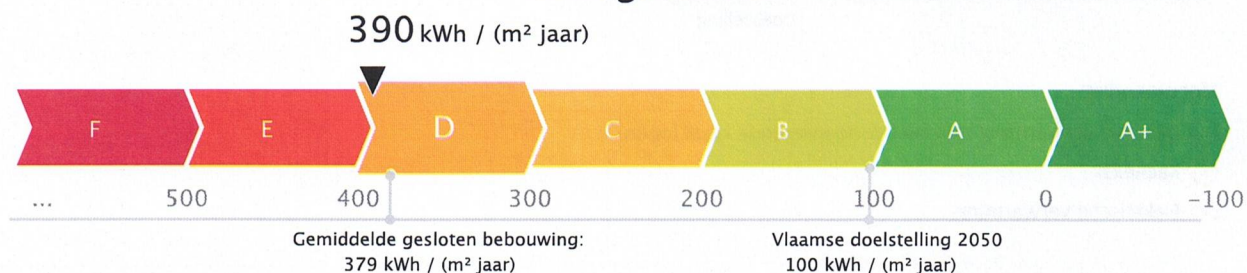 390 kWh / (m² jaar)
F E D C B A A+
... 500 400 300 200 100 0 -100
Gemiddelde gesloten bebouwing:
379 kWh / (m² jaar)
Vlaamse doelstelling 2050
100 kWh / (m² jaar)